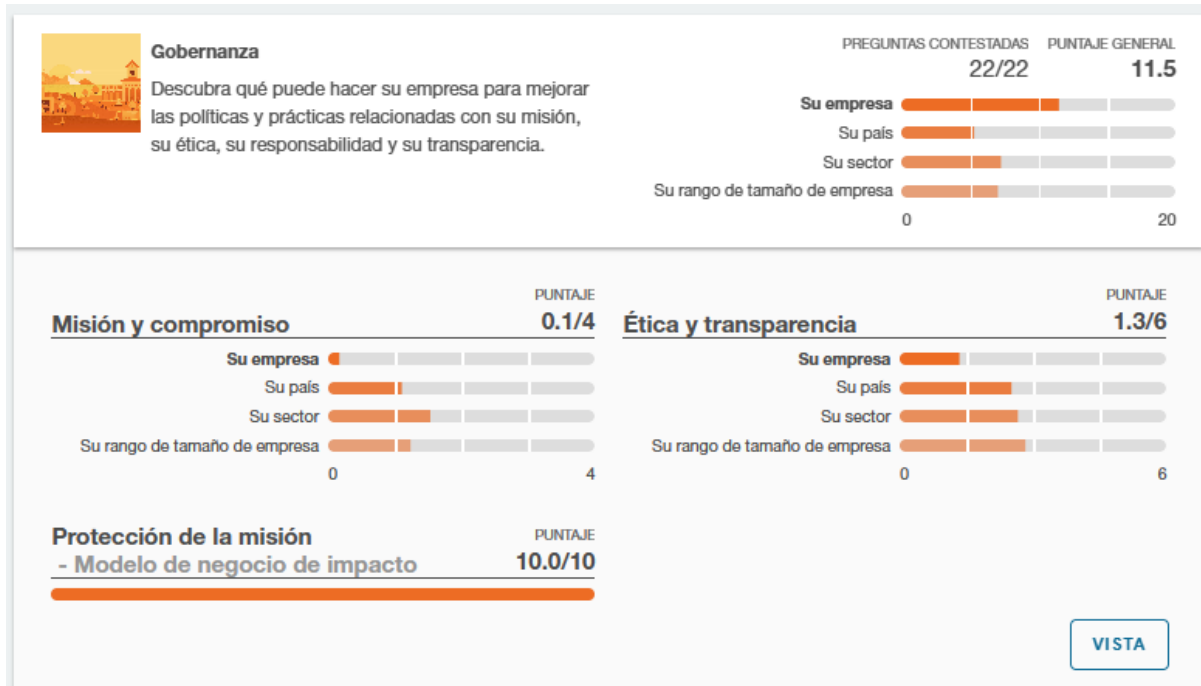 Gobernanza
Descubra qué puede hacer su empresa para mejorar
las políticas y prácticas relacionadas con su misión,
su ética, su responsabilidad y su transparencia.
PREGUNTAS CONTESTADAS PUNTAJE GENERAL
22/22 11.5
Su empresa
Su país
Su sector
Su rango de tamaño de empresa
0 20
PUNTAJE
Misión y compromiso 0.1/4
Su empresa
Su país
Su sector
Su rango de tamaño de empresa
0 4
PUNTAJE
Ética y transparencia 1.3/6
Su empresa
Su país
Su sector
Su rango de tamaño de empresa
0 6
Protección de la misión PUNTAJE
- Modelo de negocio de impacto 10.0/10
VISTA